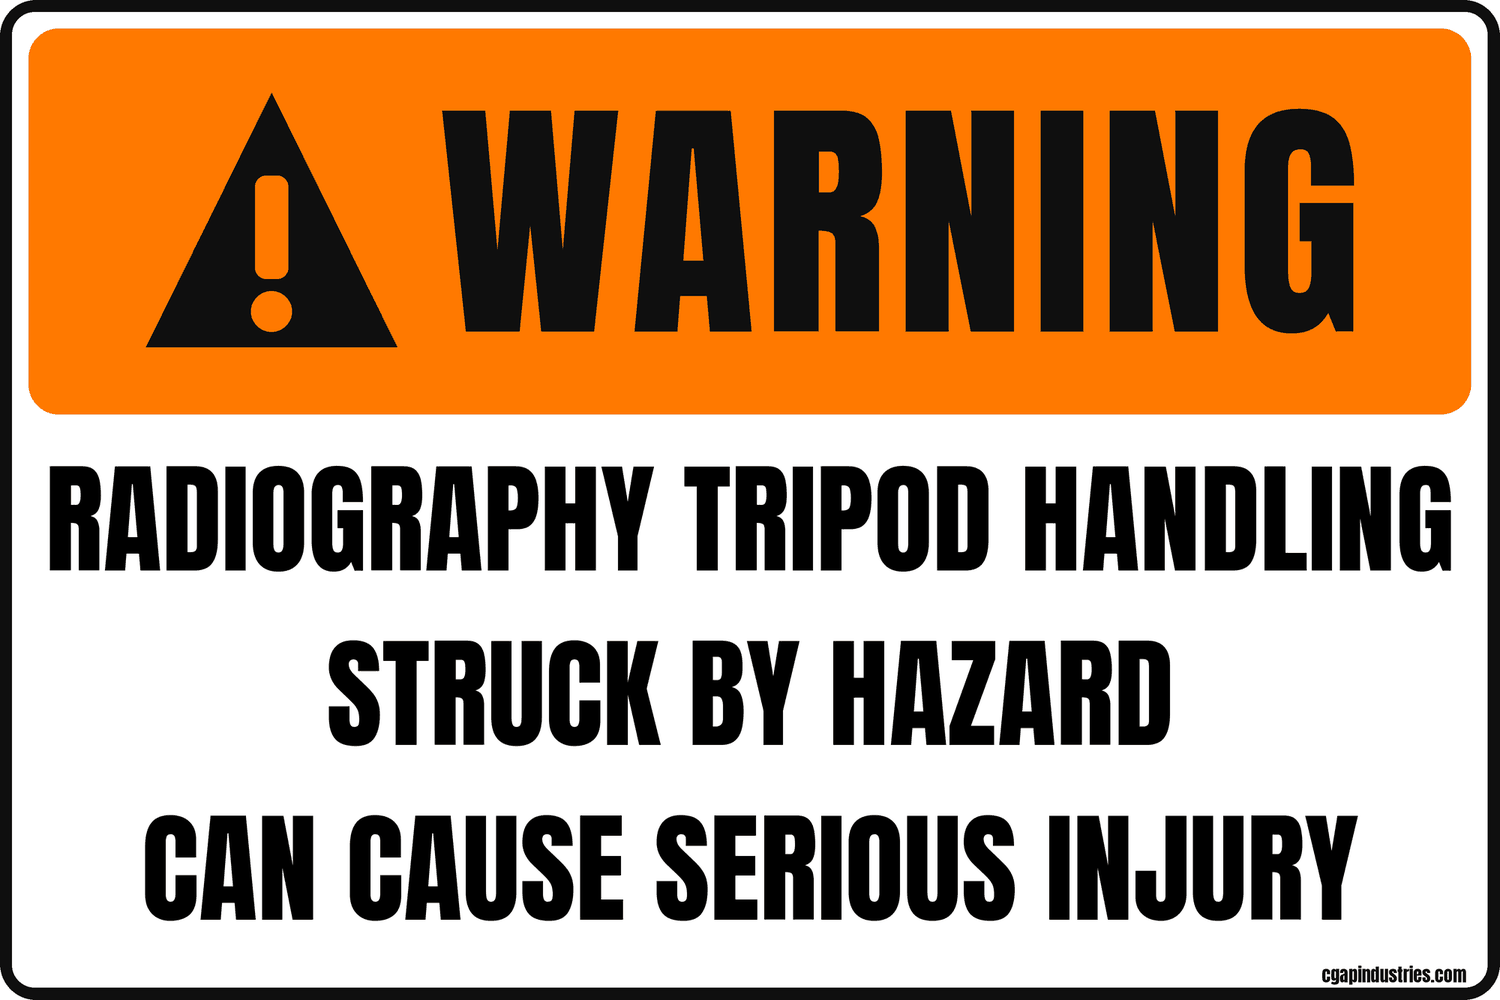 WARNING
RADIOGRAPHY TRIPOD HANDLING
STRUCK BY HAZARD
CAN CAUSE SERIOUS INJURY
cgapindustries.com